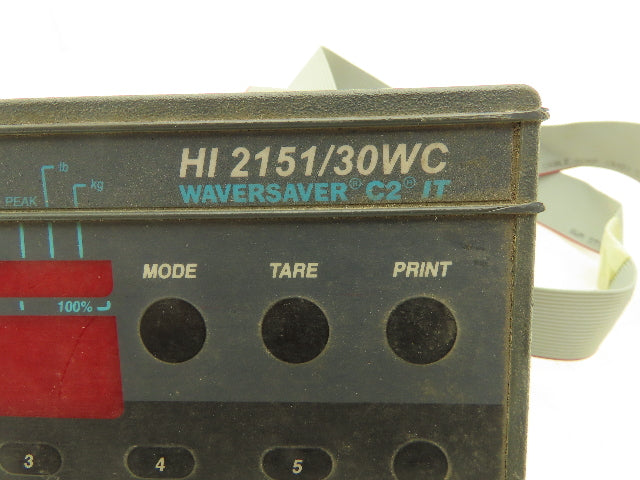 HI 2151/30WC
WAVERSAVER® C2® IT
lb
kg
PEAK
MODE TARE PRINT
100%
3 4 5